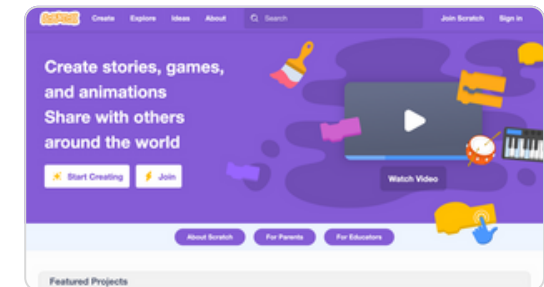 SCRATCH
Create Explore Ideas About Search Join Scratch Sign in
Create stories, games,
and animations
Share with others
around the world
Start Creating Join
Watch Video
About Scratch For Parents For Educators
Featured Projects